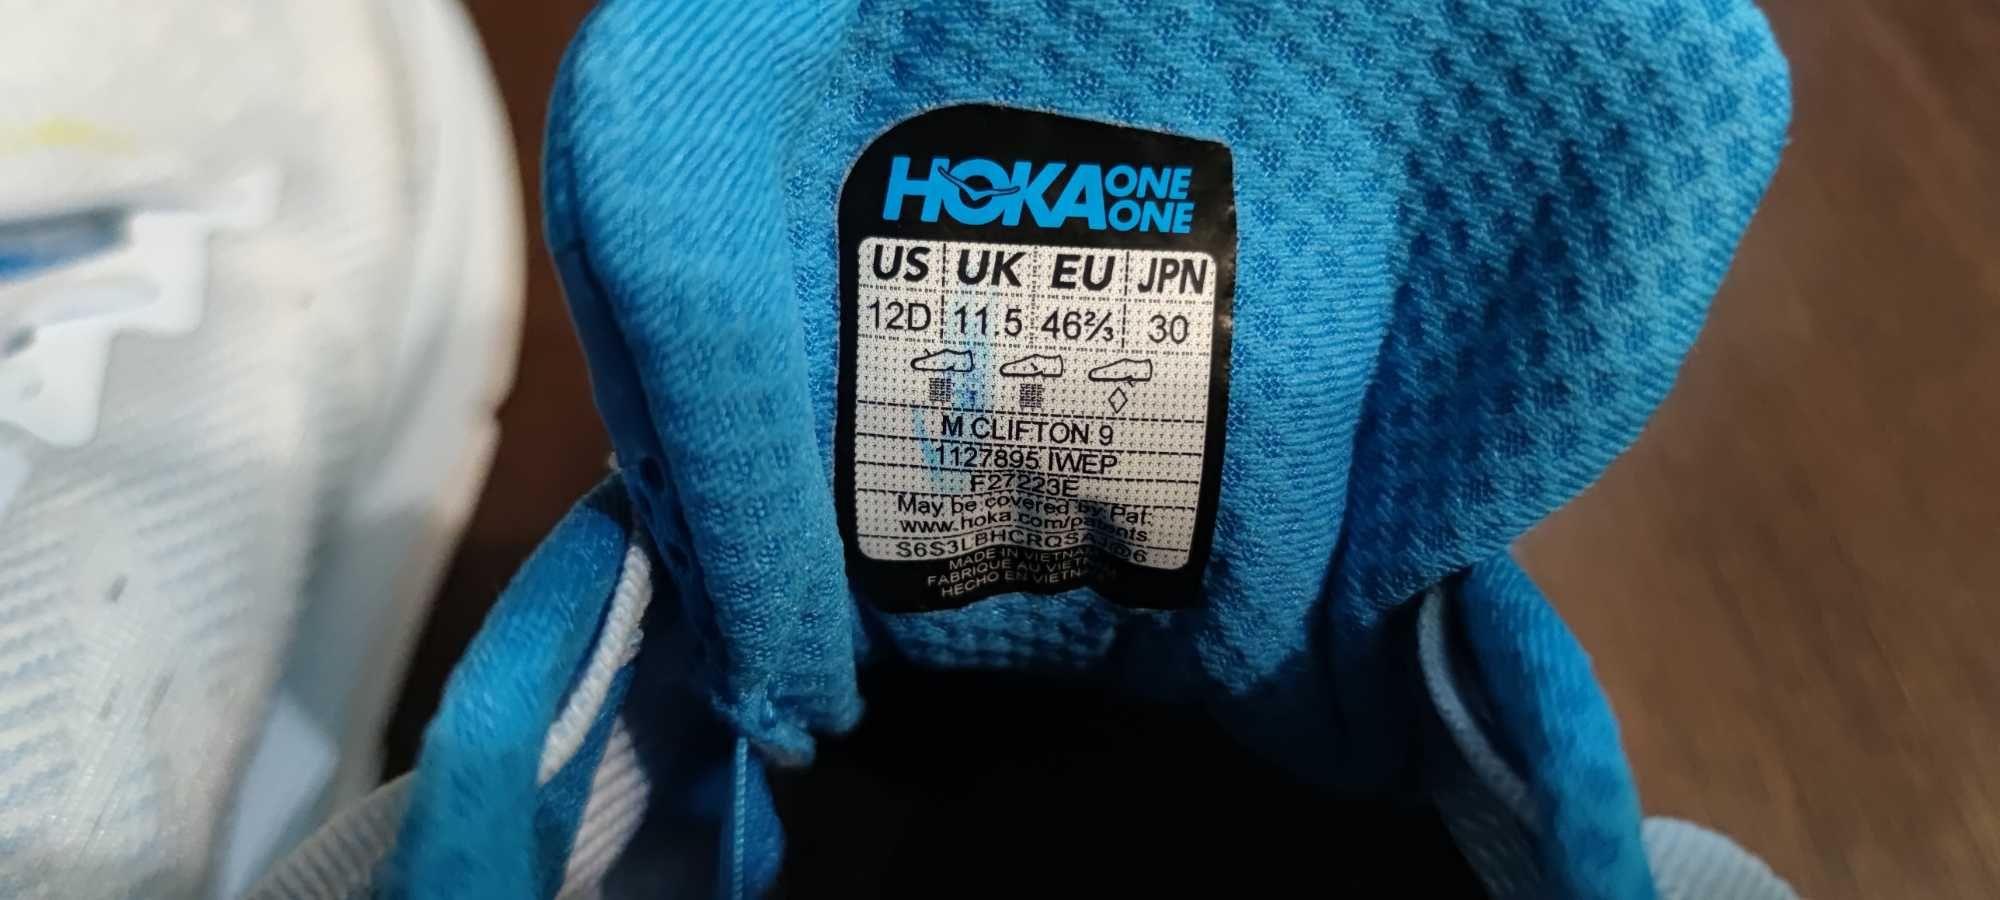 HOKA ONE ONE
US UK EU JPN
12D 11.5 46⅔ 30
M CLIFTON 9
1127895 IWEP
F27223E
May be covered by Pat.
www.hoka.com/patents
MADE IN VIETNAM
FABRIQUE AU VIETNAM
HECHO EN VIETNAM